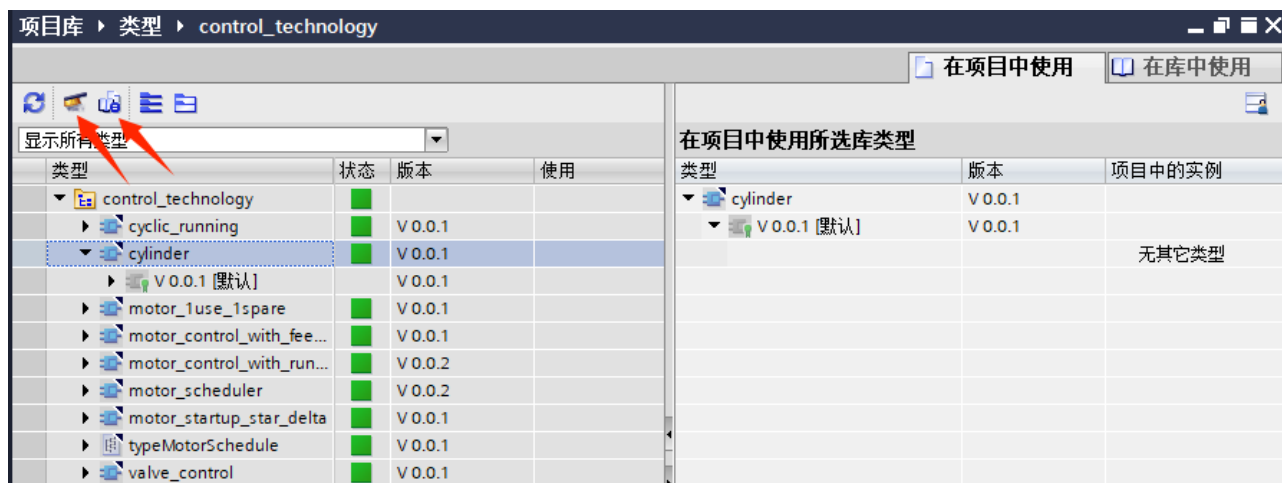 项目库 ▸ 类型 ▸ control_technology
在项目中使用 在库中使用
显示所有类型 在项目中使用所选库类型
类型 状态 版本 使用 类型 版本 项目中的实例
control_technology cylinder V 0.0.1
cyclic_running V 0.0.1 V 0.0.1 [默认] V 0.0.1
cylinder V 0.0.1 无其它类型
V 0.0.1 [默认] V 0.0.1
motor_1use_1spare V 0.0.1
motor_control_with_fee... V 0.0.1
motor_control_with_run... V 0.0.2
motor_scheduler V 0.0.2
motor_startup_star_delta V 0.0.1
typeMotorSchedule V 0.0.1
valve_control V 0.0.1